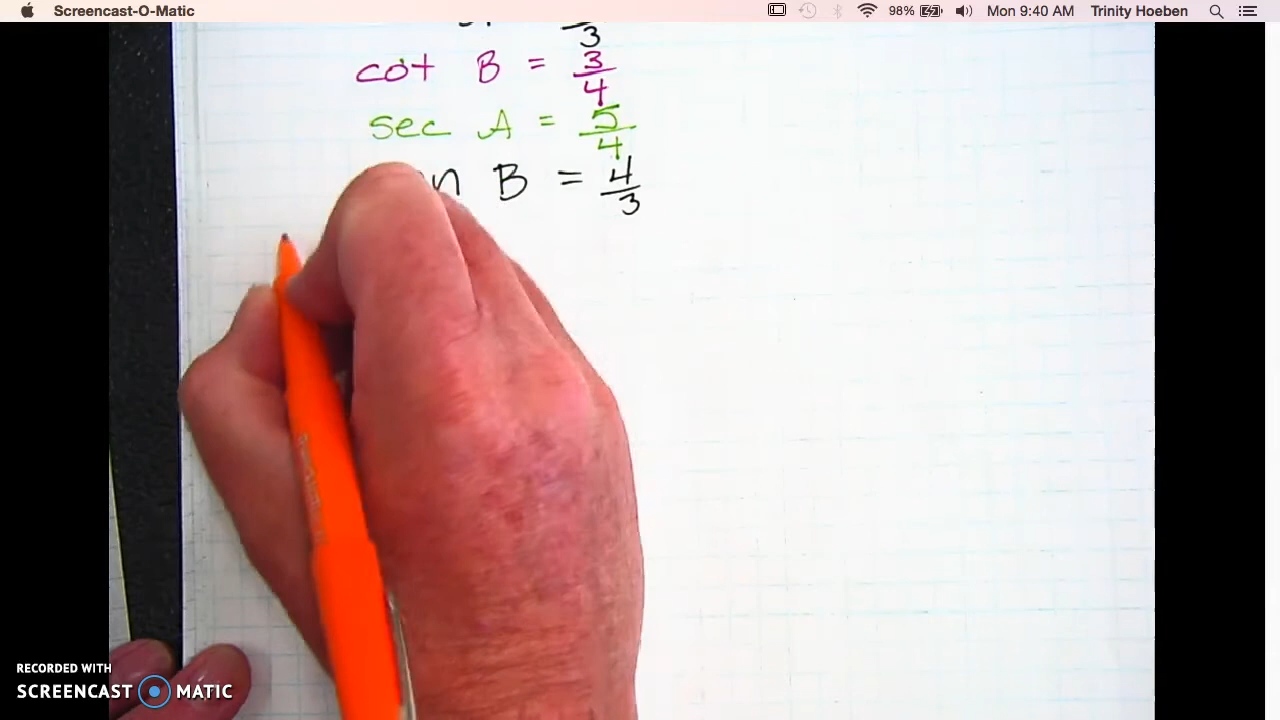 Screencast-O-Matic 98% Mon 9:40 AM Trinity Hoeben
3
cot B = 3/4
sec A = 5/4
n B = 4/3
RECORDED WITH
SCREENCAST MATIC